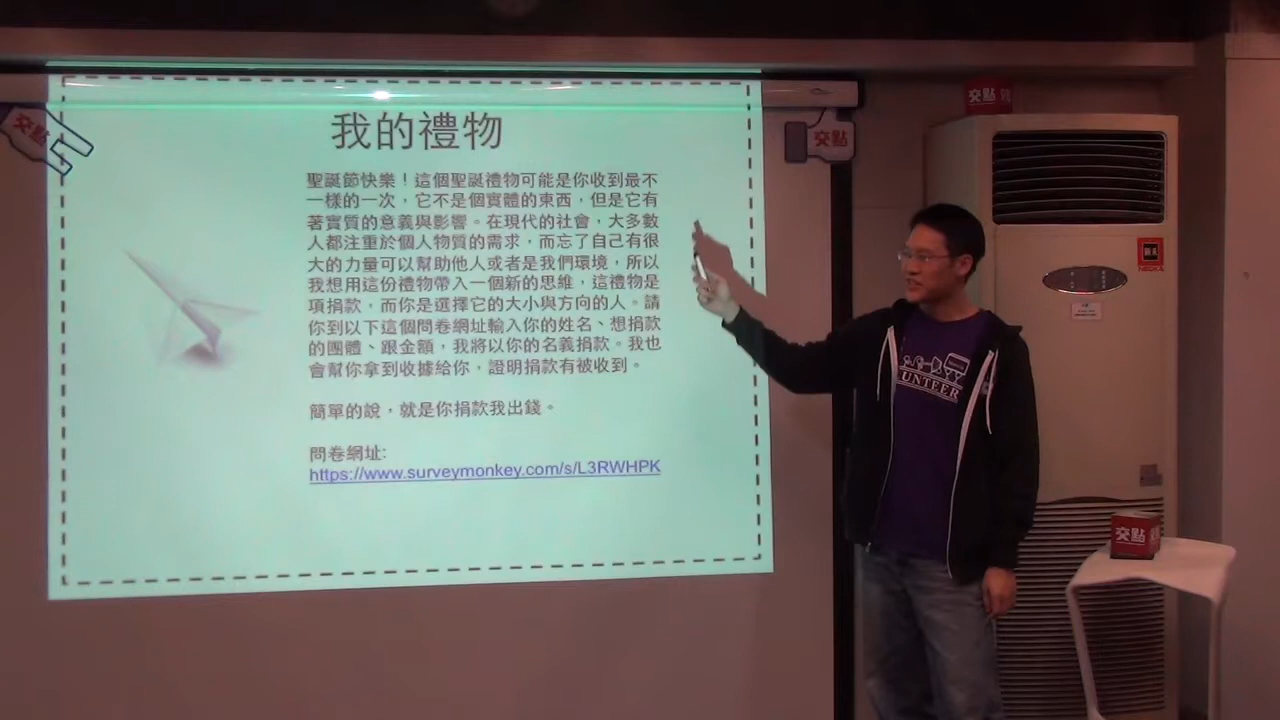 我的禮物
聖誕節快樂！這個聖誕禮物可能是你收到最不
一樣的一次，它不是個實體的東西，但是它有
著實質的意義與影響。在現代的社會，大多數
人都注重於個人物質的需求，而忘了自己有很
大的力量可以幫助他人或者是我們環境，所以
我想用這份禮物帶入一個新的思維，這禮物是
項捐款，而你是選擇它的大小與方向的人。請
你到以下這個問卷網址輸入你的姓名、想捐款
的團體、跟金額，我將以你的名義捐款。我也
會幫你拿到收據給你，證明捐款有被收到。
簡單的說，就是你捐款我出錢。
問卷網址:
https://www.surveymonkey.com/s/L3RWHPK
交點
交點
交點
UNTEER
交點